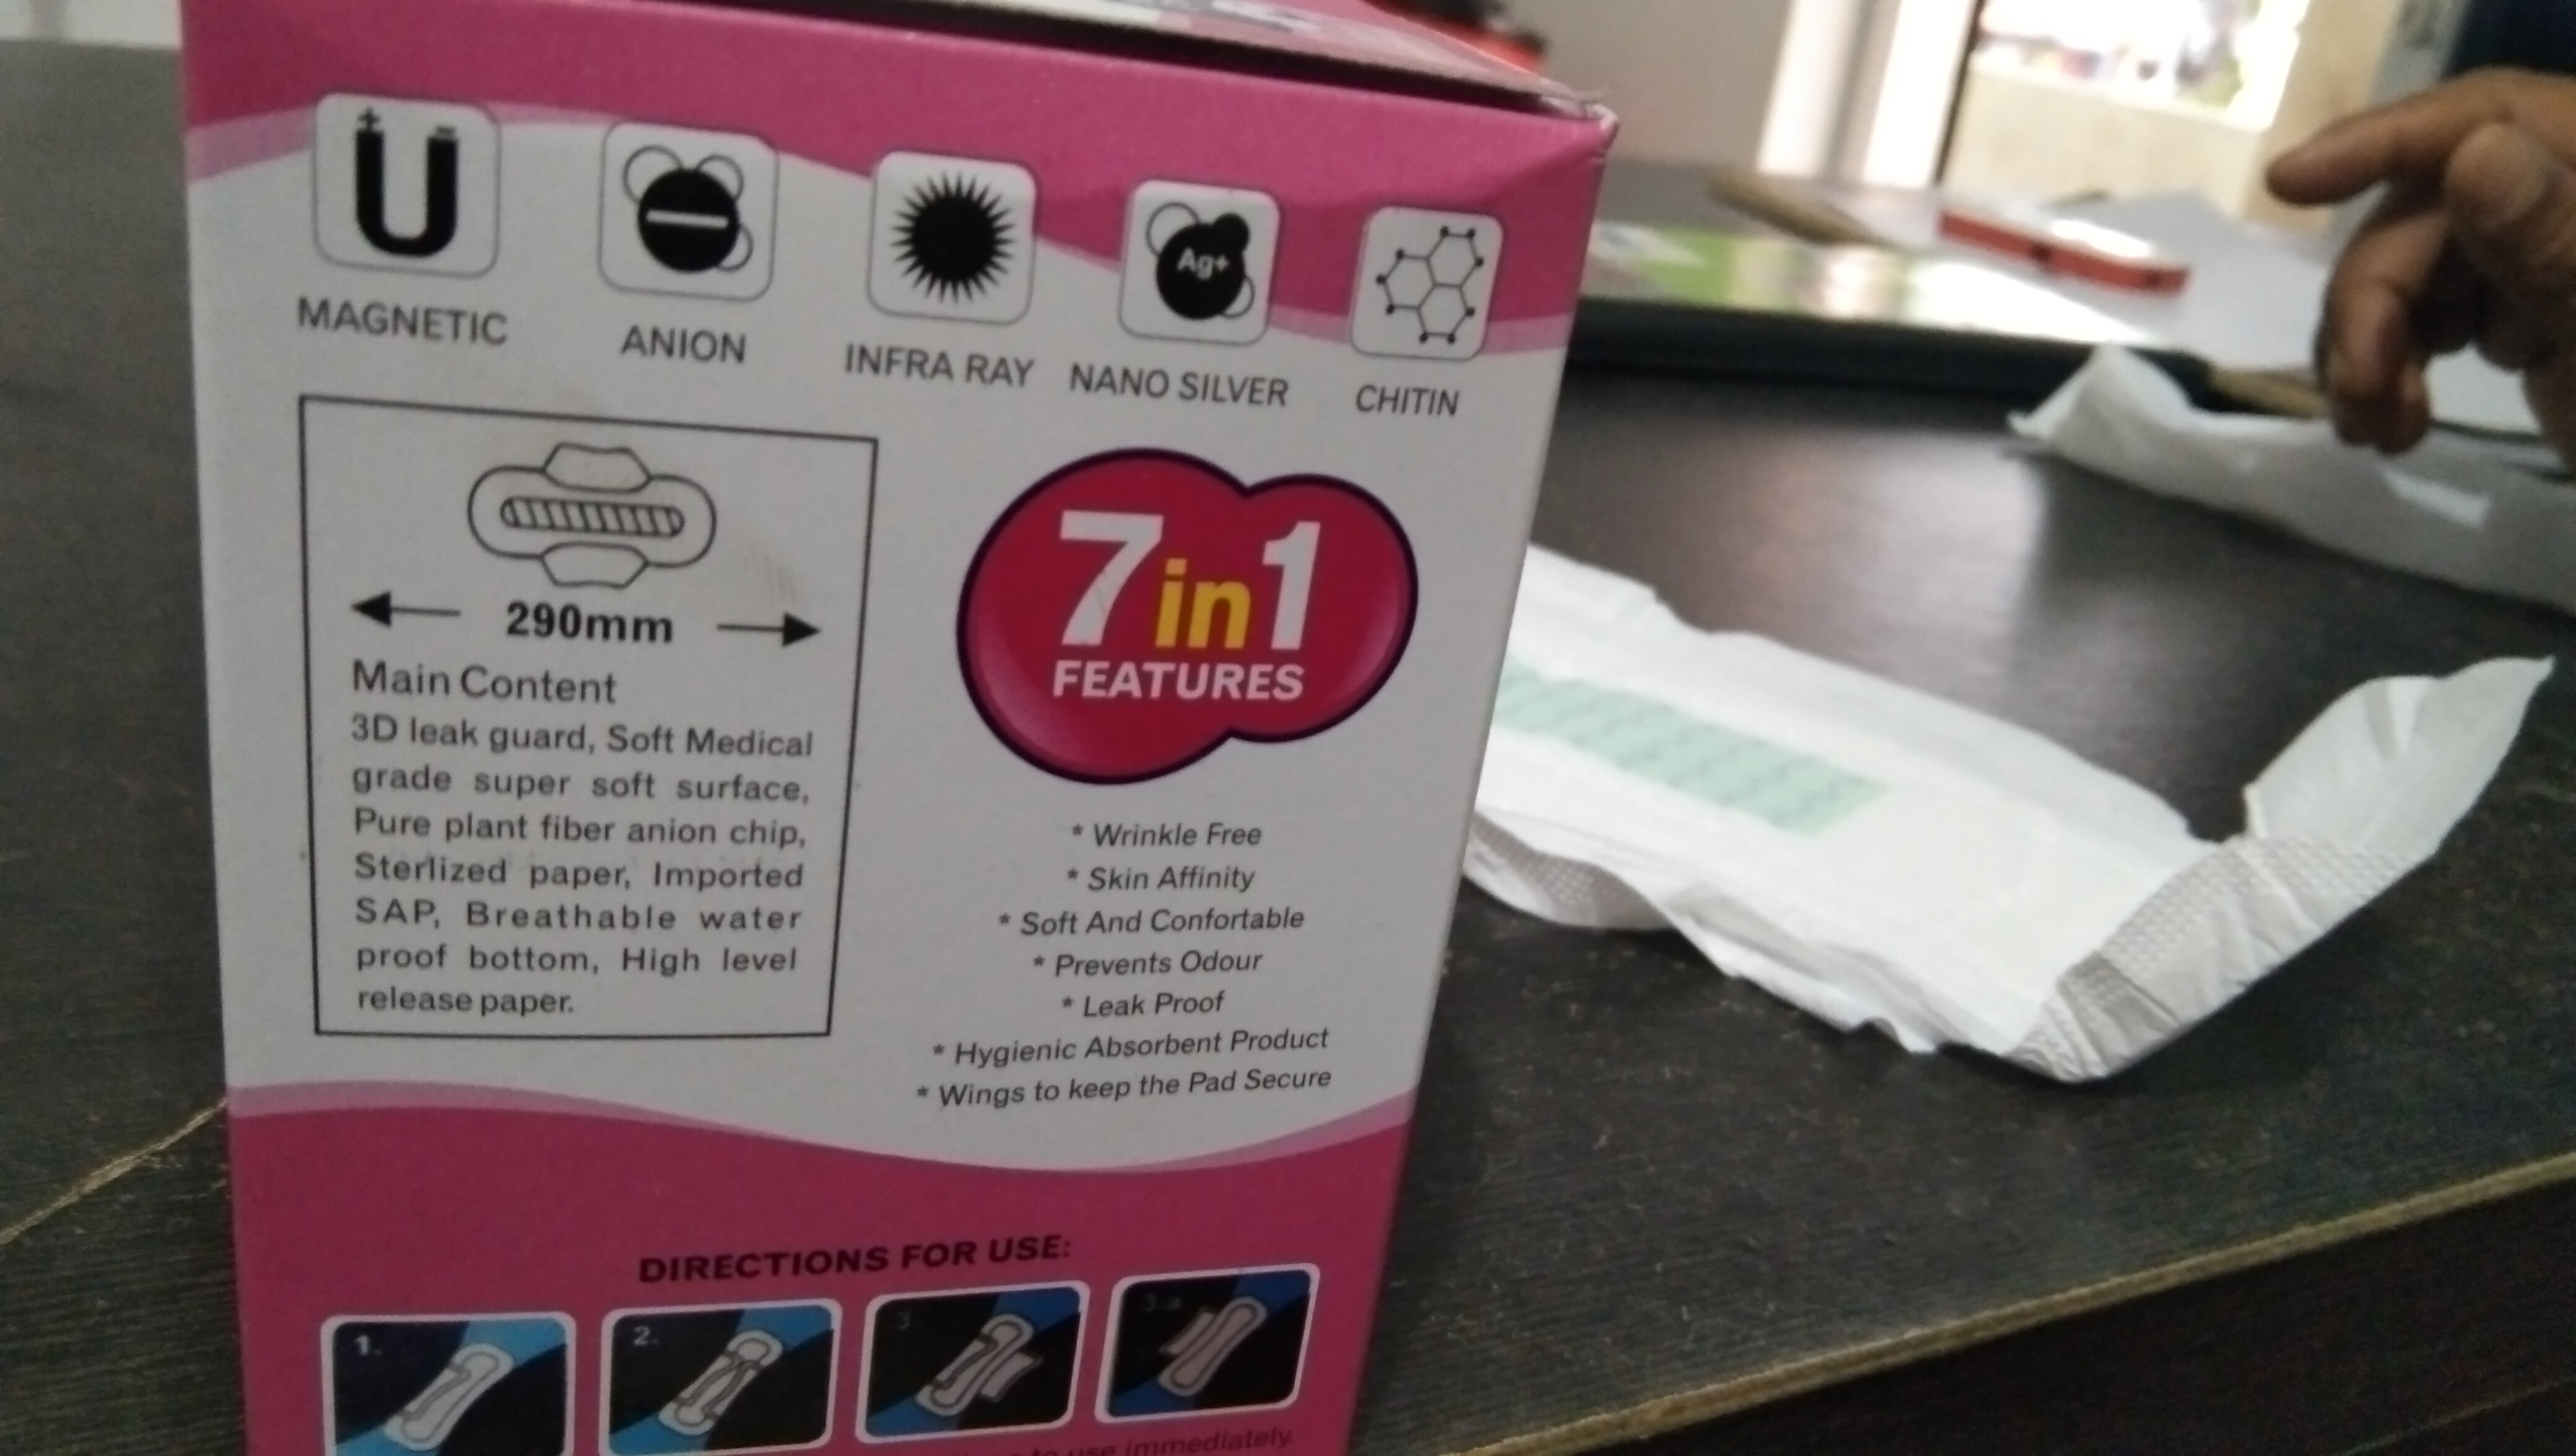 + -
Ag+
MAGNETIC
ANION
INFRA RAY
NANO SILVER
CHITIN
290mm
Main Content
3D leak guard, Soft Medical
grade super soft surface,
Pure plant fiber anion chip,
Sterlized paper, Imported
SAP, Breathable water
proof bottom, High level
release paper.
7in1
FEATURES
* Wrinkle Free
* Skin Affinity
* Soft And Confortable
* Prevents Odour
* Leak Proof
* Hygienic Absorbent Product
* Wings to keep the Pad Secure
DIRECTIONS FOR USE:
1.
2.
3.
to use immediately.